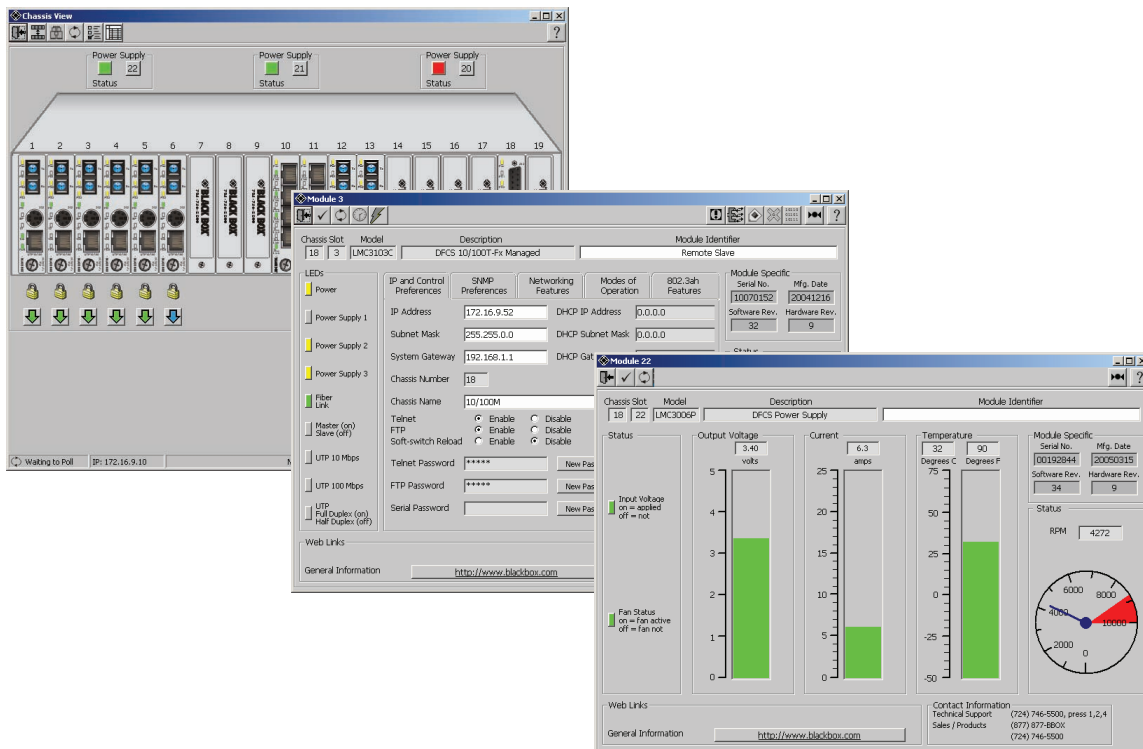 Chassis View
?
Power Supply
22
Status
Power Supply
21
Status
Power Supply
20
Status
1 2 3 4 5 6 7 8 9 10 11 12 13 14 15 16 17 18 19
BLACK BOX
BLACK BOX
BLACK BOX
Waiting to Poll
IP: 172.16.9.10
N
Module 3
?
Chassis Slot Model Description Module Identifier
18 3 LMC3103C DFCS 10/100T-Fx Managed Remote Slave
LEDs
Power
Power Supply 1
Power Supply 2
Power Supply 3
Fiber
Link
Master (on)
Slave (off)
UTP 10 Mbps
UTP 100 Mbps
UTP
Full Duplex (on)
Half Duplex (off)
IP and Control
Preferences
SNMP
Preferences
Networking
Features
Modes of
Operation
802.3ah
Features
IP Address 172.16.9.52 DHCP IP Address 0.0.0.0
Subnet Mask 255.255.0.0 DHCP Subnet Mask 0.0.0.0
System Gateway 192.168.1.1 DHCP Gat
Chassis Number 18
Chassis Name 10/100M
Telnet Enable Disable
FTP Enable Disable
Soft-switch Reload Enable Disable
Telnet Password ***** New Pas
FTP Password ***** New Pas
Serial Password New Pas
Module Specific
Serial No. Mfg. Date
10070152 20041216
Software Rev. Hardware Rev.
32 9
Status
Web Links
General Information http://www.blackbox.com
Module 22
?
Chassis Slot Model Description Module Identifier
18 22 LMC3006P DFCS Power Supply
Status
Input Voltage
on = applied
off = not
Fan Status
on = fan active
off = fan not
Output Voltage
3.40
volts
5
4
3
2
1
0
Current
6.3
amps
25
20
15
10
5
0
Temperature
32 90
Degrees C Degrees F
75
50
25
0
-25
-50
Module Specific
Serial No. Mfg. Date
00192844 20050315
Software Rev. Hardware Rev.
34 9
Status
RPM 4272
6000 8000
4000 10000
2000 0
Web Links
General Information http://www.blackbox.com
Contact Information
Technical Support (724) 746-5500, press 1,2,4
Sales / Products (877) 877-BBOX
(724) 746-5500